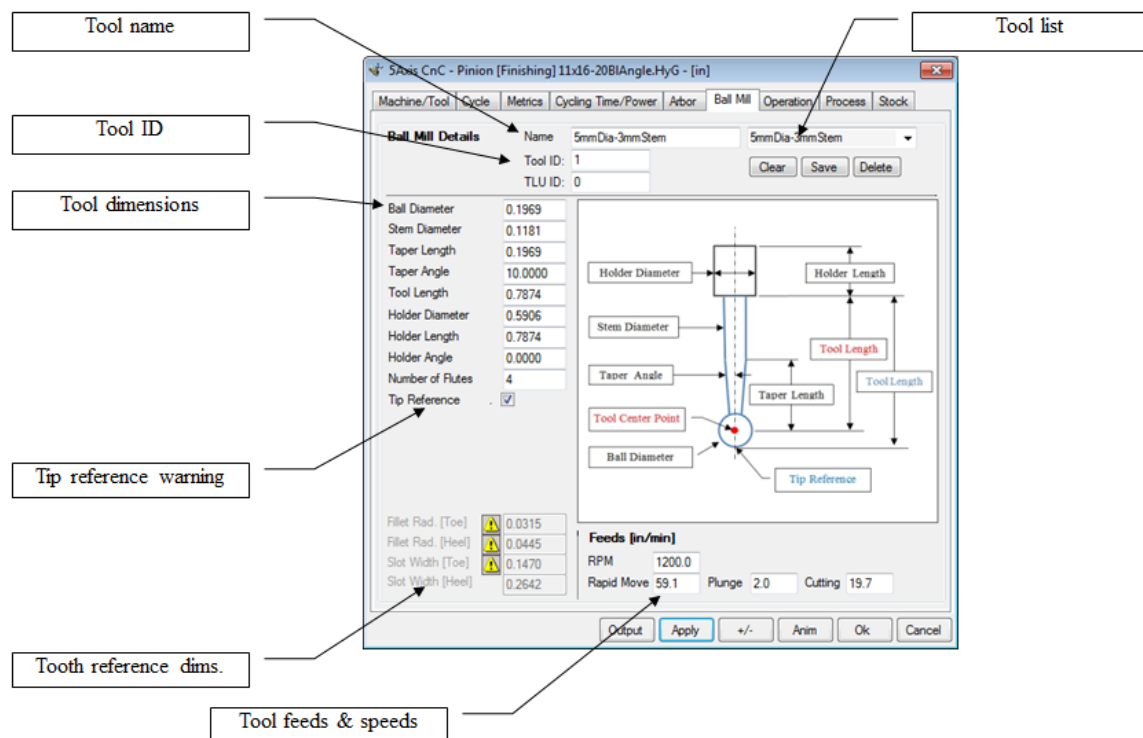 Tool name
Tool list
5Axis CnC - Pinion [Finishing] 11x16-20BlAngle.HyG - [in]
Machine/Tool Cycle Metrics Cycling Time/Power Arbor Ball Mill Operation Process Stock
Tool ID
Ball Mill Details Name 5mmDia-3mmStem 5mmDia-3mmStem
Tool ID: 1 Clear Save Delete
TLU ID: 0
Tool dimensions
Ball Diameter 0.1969
Stem Diameter 0.1181
Taper Length 0.1969
Taper Angle 10.0000
Tool Length 0.7874
Holder Diameter 0.5906
Holder Length 0.7874
Holder Angle 0.0000
Number of Flutes 4
Tip Reference .
Holder Diameter Holder Length
Stem Diameter
Tool Length
Taper Angle Tool Length
Taper Length
Tool Center Point
Ball Diameter
Tip Reference
Tip reference warning
Fillet Rad. [Toe] 0.0315
Fillet Rad. [Heel] 0.0445
Slot Width [Toe] 0.1470
Slot Width [Heel] 0.2642
Feeds [in/min]
RPM 1200.0
Rapid Move 59.1 Plunge 2.0 Cutting 19.7
Output Apply +/- Anim Ok Cancel
Tooth reference dims.
Tool feeds & speeds